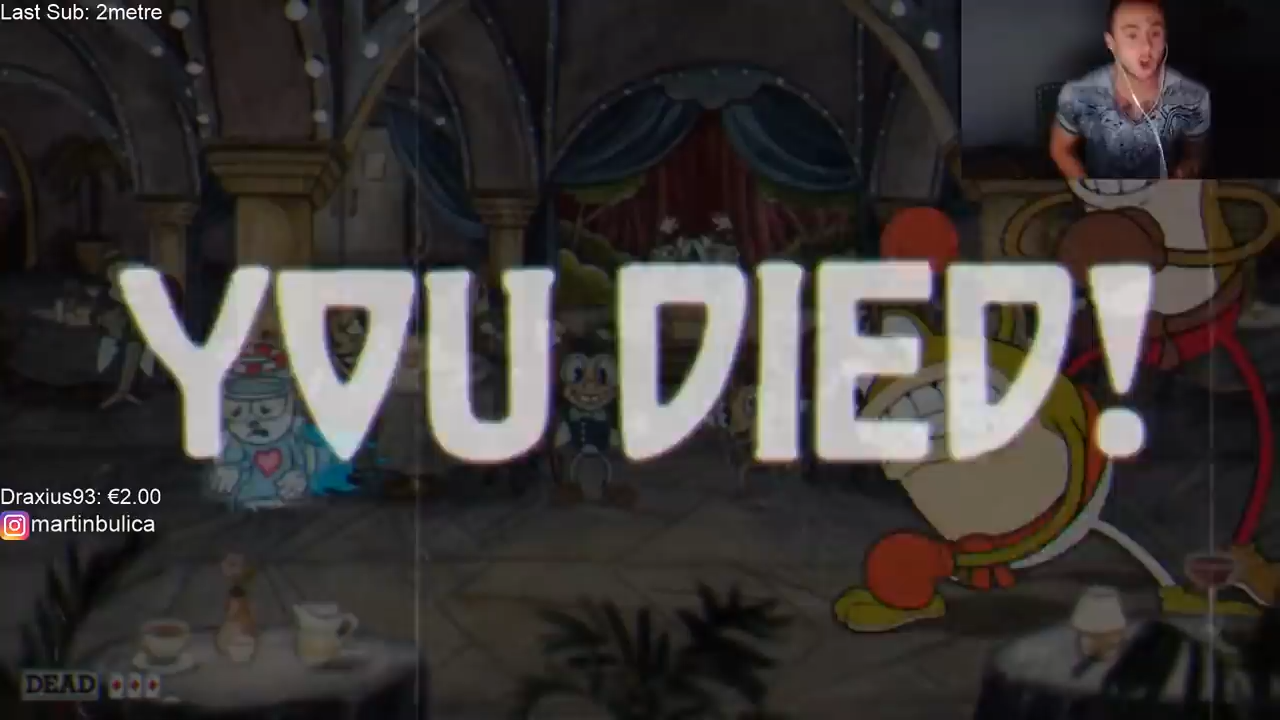 Last Sub: 2metre
YOU DIED!
Draxius93: €2.00
martinbulica
DEAD